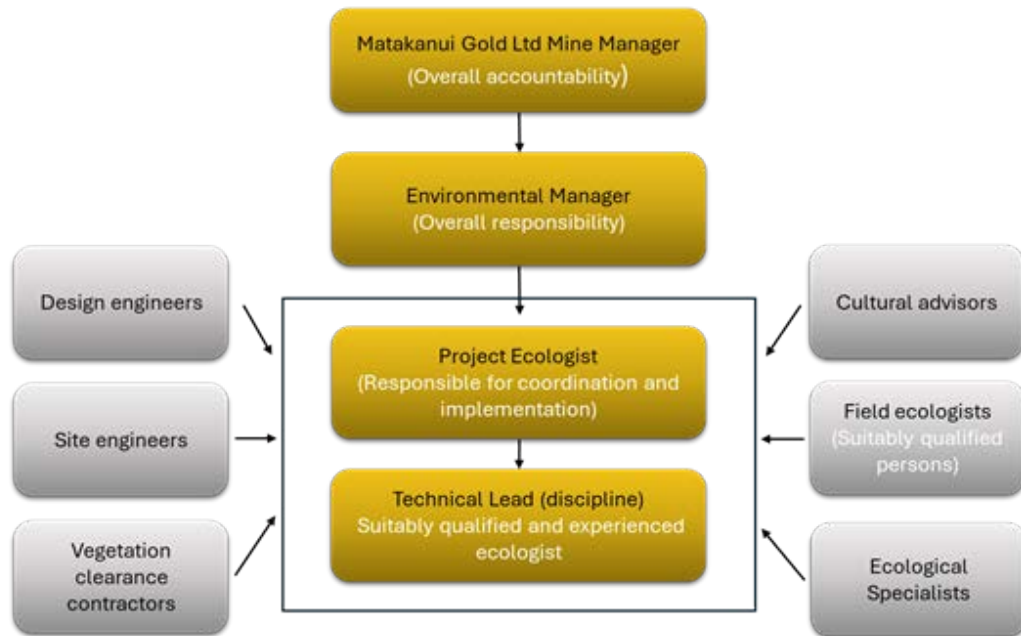 Matakanui Gold Ltd Mine Manager
(Overall accountability)
Environmental Manager
(Overall responsibility)
Design engineers
Cultural advisors
Project Ecologist
(Responsible for coordination and
implementation)
Site engineers
Field ecologists
(Suitably qualified
persons)
Technical Lead (discipline)
Suitably qualified and experienced
ecologist
Vegetation
clearance
contractors
Ecological
Specialists